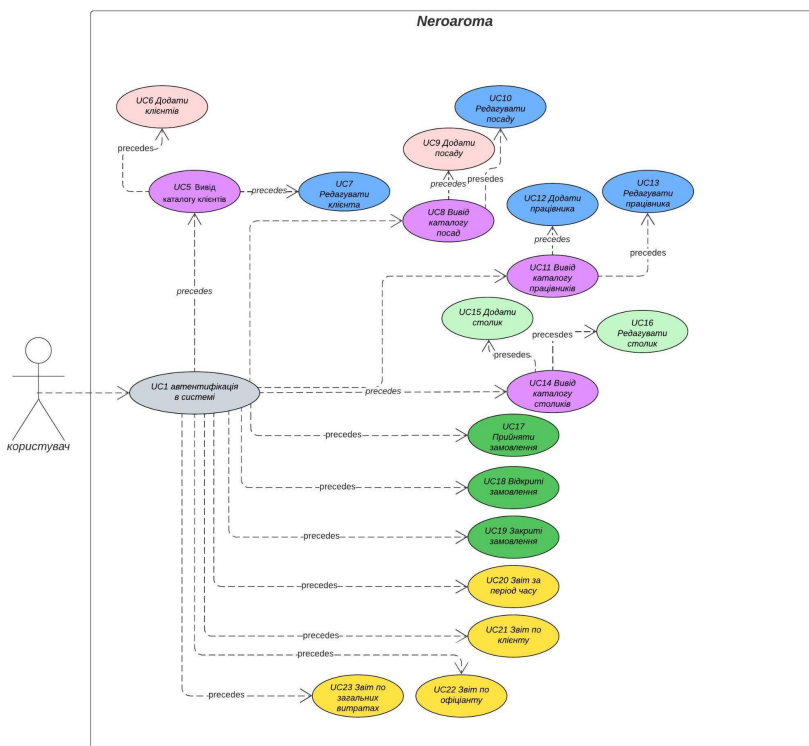 Neroaroma
UC6 Додати
клієнтів
precedes
UC5 Вивід
каталогу клієнтів
precedes
UC7
Редагувати
клієнта
UC10
Редагувати
посаду
UC9 Додати
посаду
precedes
presedes
UC8 Вивід
каталогу
посад
UC12 Додати
працівника
UC13
Редагувати
працівника
precedes
precedes
UC11 Вивід
каталогу
працівників
precedes
precedes
UC15 Додати
столик
UC16
Редагувати
столик
precesdes
presedes
UC14 Вивід
каталогу
столиків
UC1 автентифікація
в системі
precedes
користувач
precedes
UC17
Прийняти
замовлення
precedes
UC18 Відкриті
замовлення
precedes
UC19 Закриті
замовлення
precedes
UC20 Звіт за
період часу
precedes
UC21 Звіт по
клієнту
precedes
precedes
UC23 Звіт по
загальних
витратах
UC22 Звіт по
офіціанту